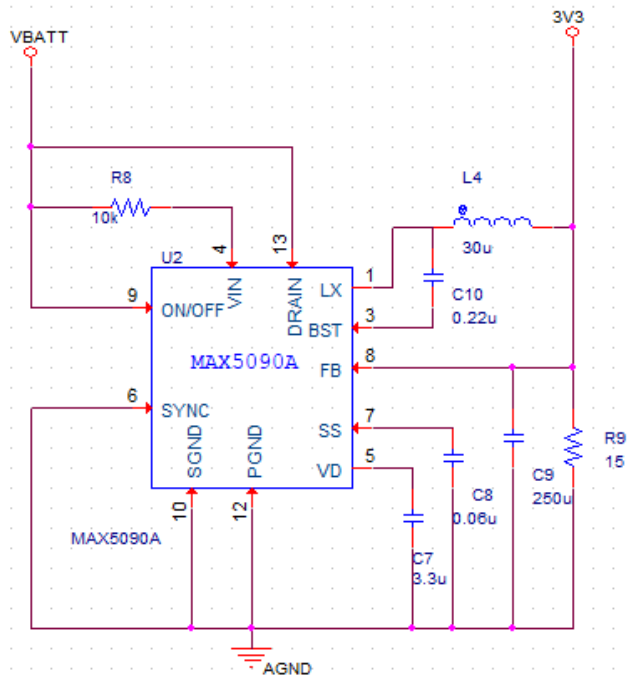 VBATT
3V3
R8
10k
L4
30u
U2
4
13
9
ON/OFF
VIN
DRAIN
LX
1
C10
0.22u
BST
3
MAX5090A
FB
8
6
SYNC
SS
7
R9
15
SGND
PGND
VD
5
C9
250u
C8
0.06u
10
12
MAX5090A
C7
3.3u
AGND